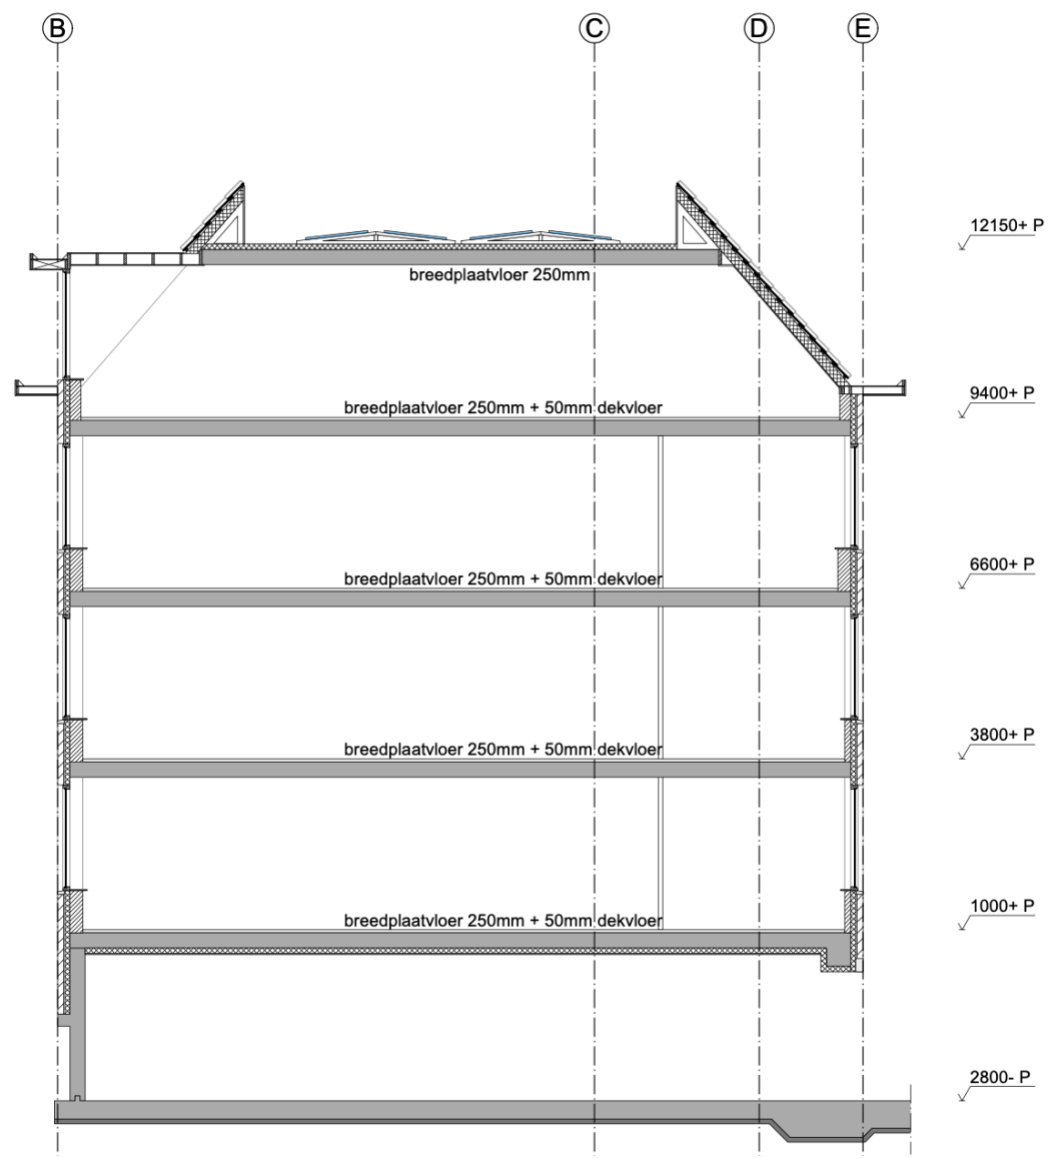 B
C
D
E
12150+ P
breedplaatvloer 250mm
9400+ P
breedplaatvloer 250mm + 50mm dekvloer
6600+ P
breedplaatvloer 250mm + 50mm dekvloer
3800+ P
breedplaatvloer 250mm + 50mm dekvloer
1000+ P
breedplaatvloer 250mm + 50mm dekvloer
2800- P